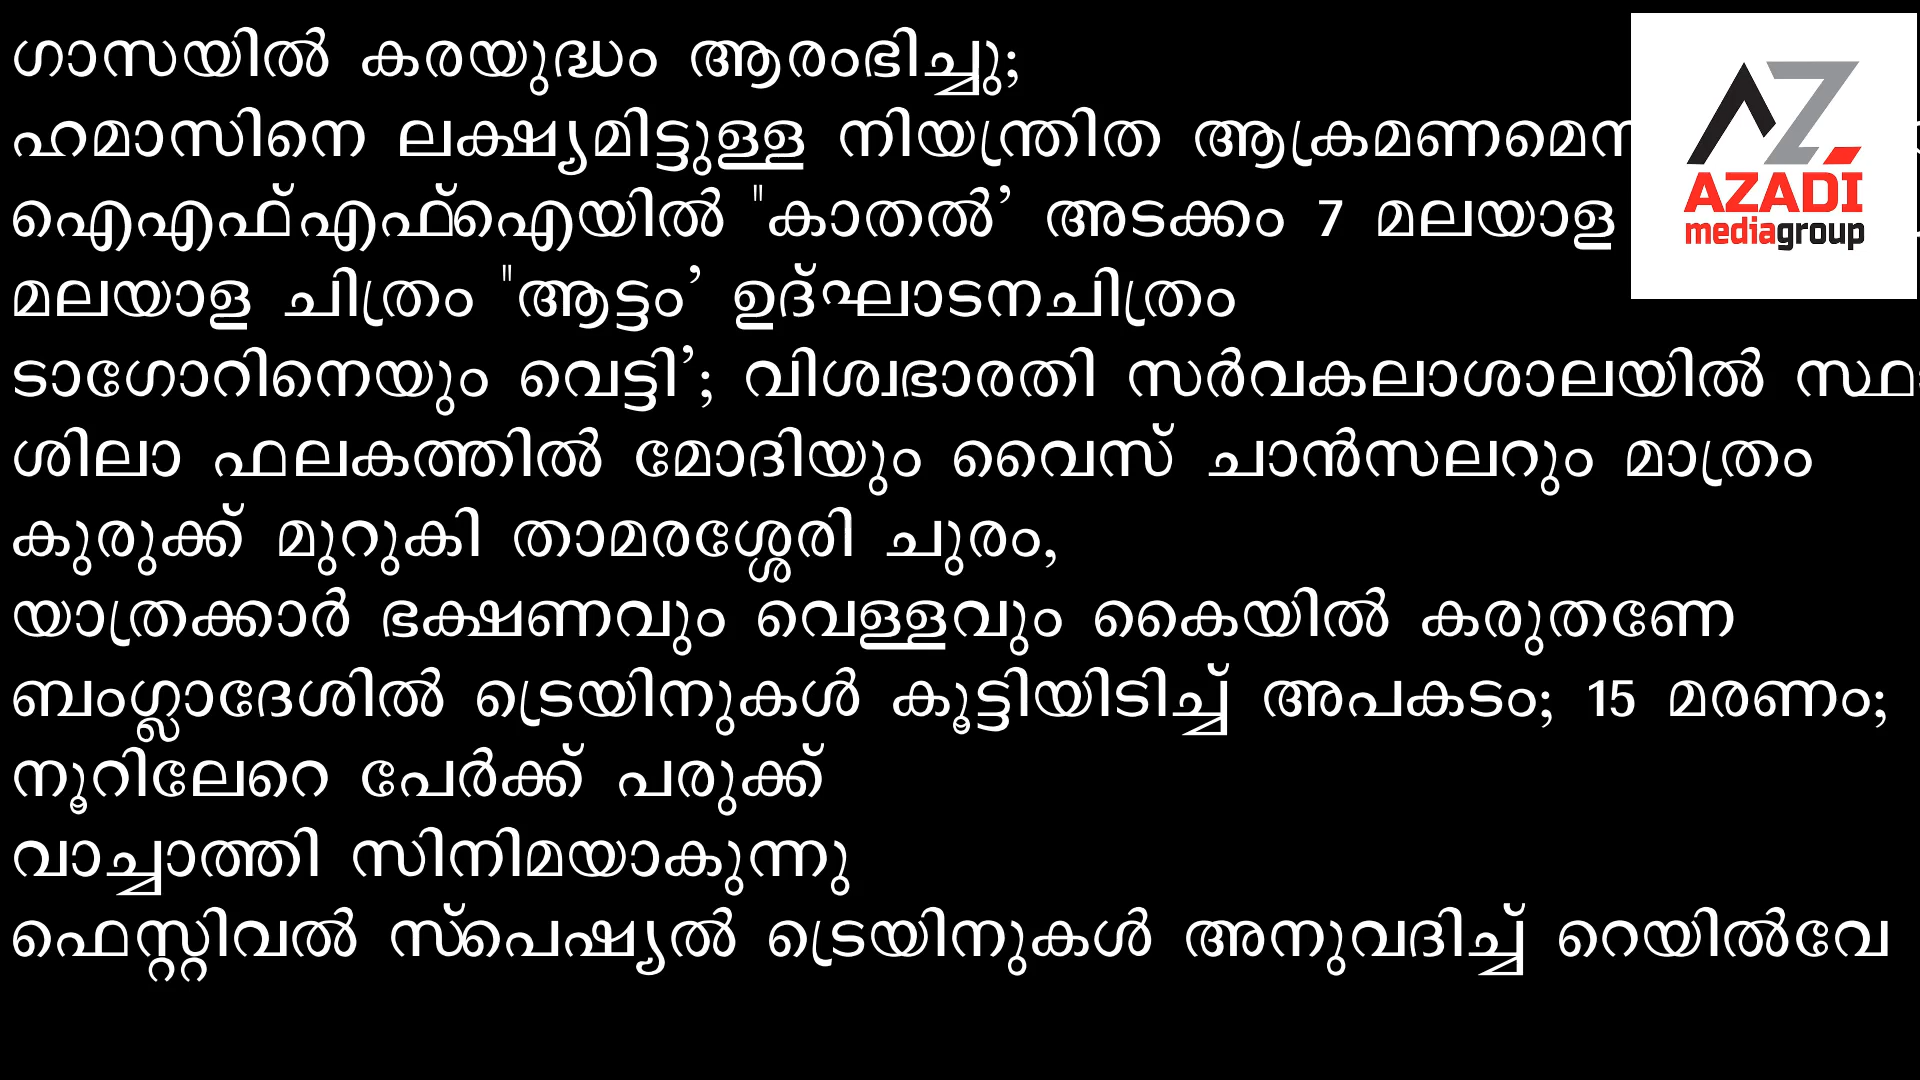 ഗാസയിൽ കരയുദ്ധം ആരംഭിച്ചു;
ഹമാസിനെ ലക്ഷ്യമിട്ടുള്ള നിയന്ത്രിത
ഐഎഫ്എഫ്ഐയിൽ "കാതൽ’ അടക്കം 7 മലയാള
മലയാള ചിത്രം "ആട്ടം’ ഉദ്ഘാടനചിത്രം
ടാഗോറിനെയും വെട്ടി’; വിശ്വഭാരതി സർവകലാശാലയിൽ
ശിലാ ഫലകത്തിൽ മോദിയും വൈസ് ചാൻസലറും മാത്രം
കുരുക്ക് മുറുകി താമരശ്ശേരി ചുരം,
യാത്രക്കാർ ഭക്ഷണവും വെള്ളവും കൈയിൽ കരുതണേ
ബംഗ്ലാദേശിൽ ട്രെയിനുകൾ കൂട്ടിയിടിച്ച് അപകടം; 15 മരണം;
നൂറിലേറെ പേർക്ക് പരുക്ക്
വാച്ചാത്തി സിനിമയാകുന്നു
ഫെസ്റ്റിവൽ സ്പെഷ്യൽ ട്രെയിനുകൾ അനുവദിച്ച് റെയിൽവേ
AZ
AZADI
mediagroup